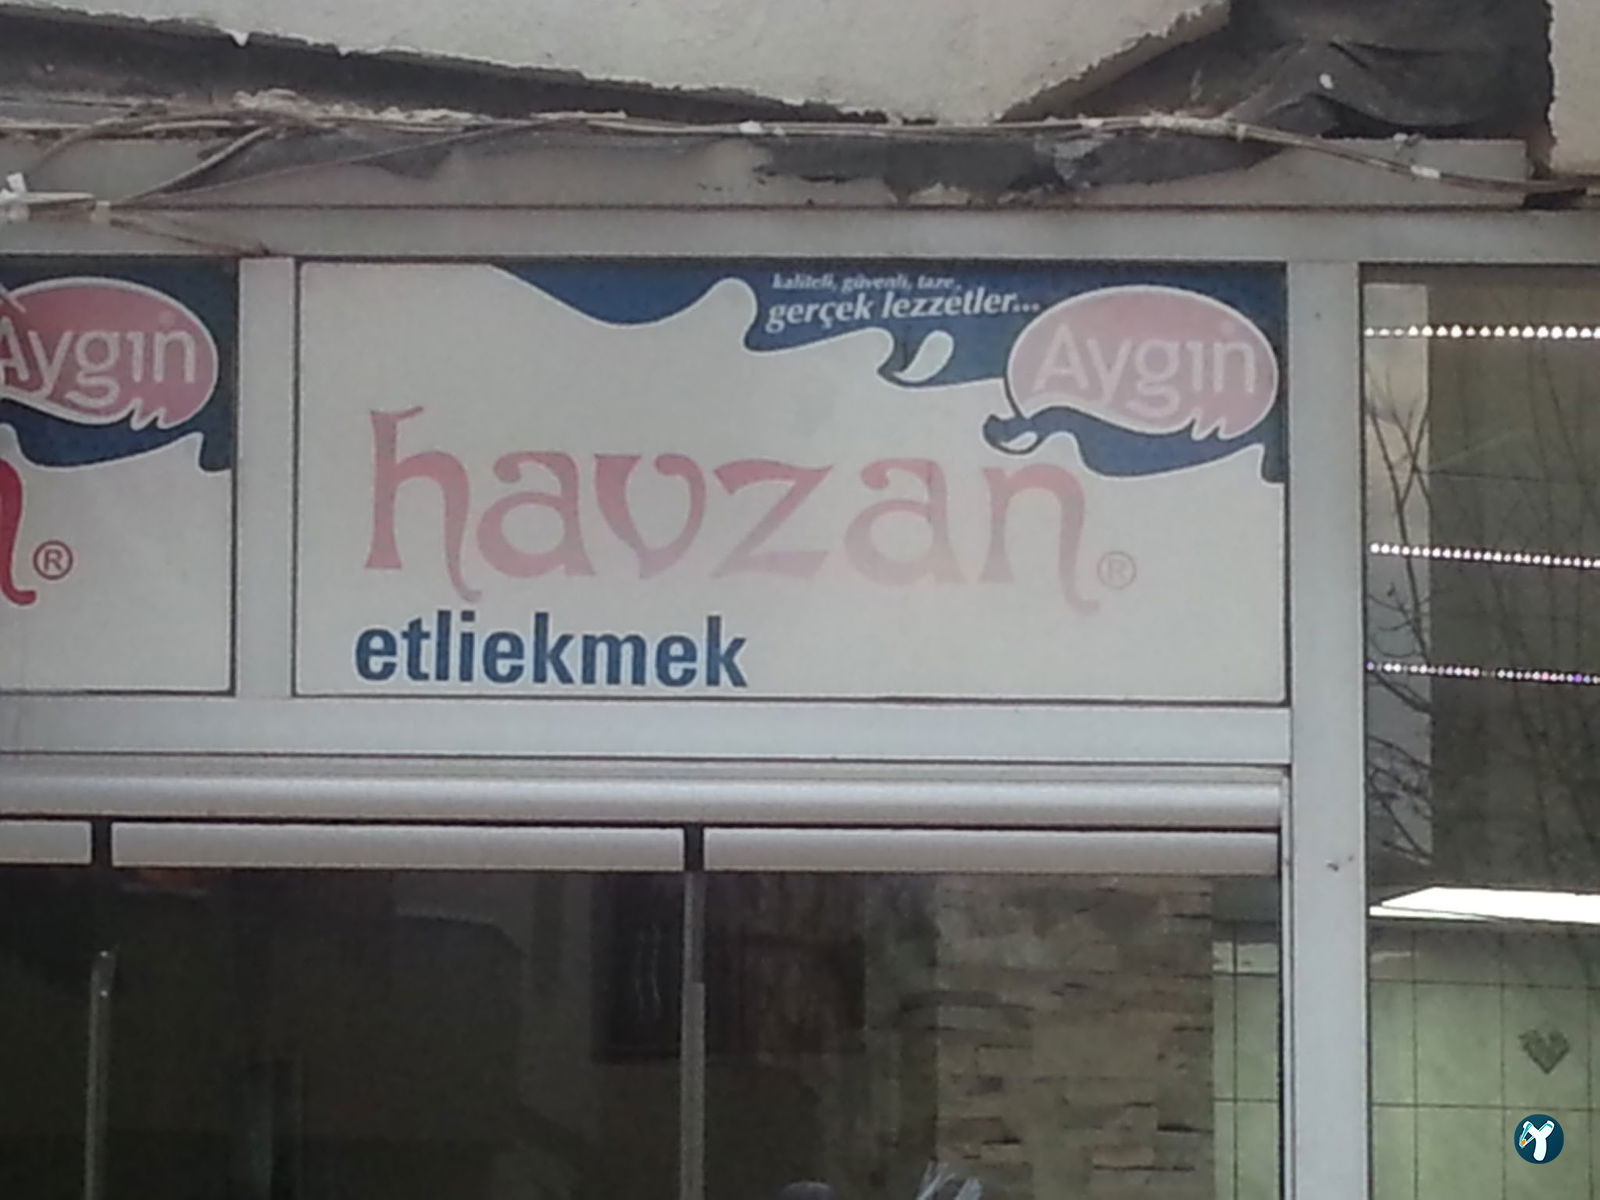 Aygın
®
kaliteli, güvenli, taze,
gerçek lezzetler...
Aygın
havzan®
etliekmek